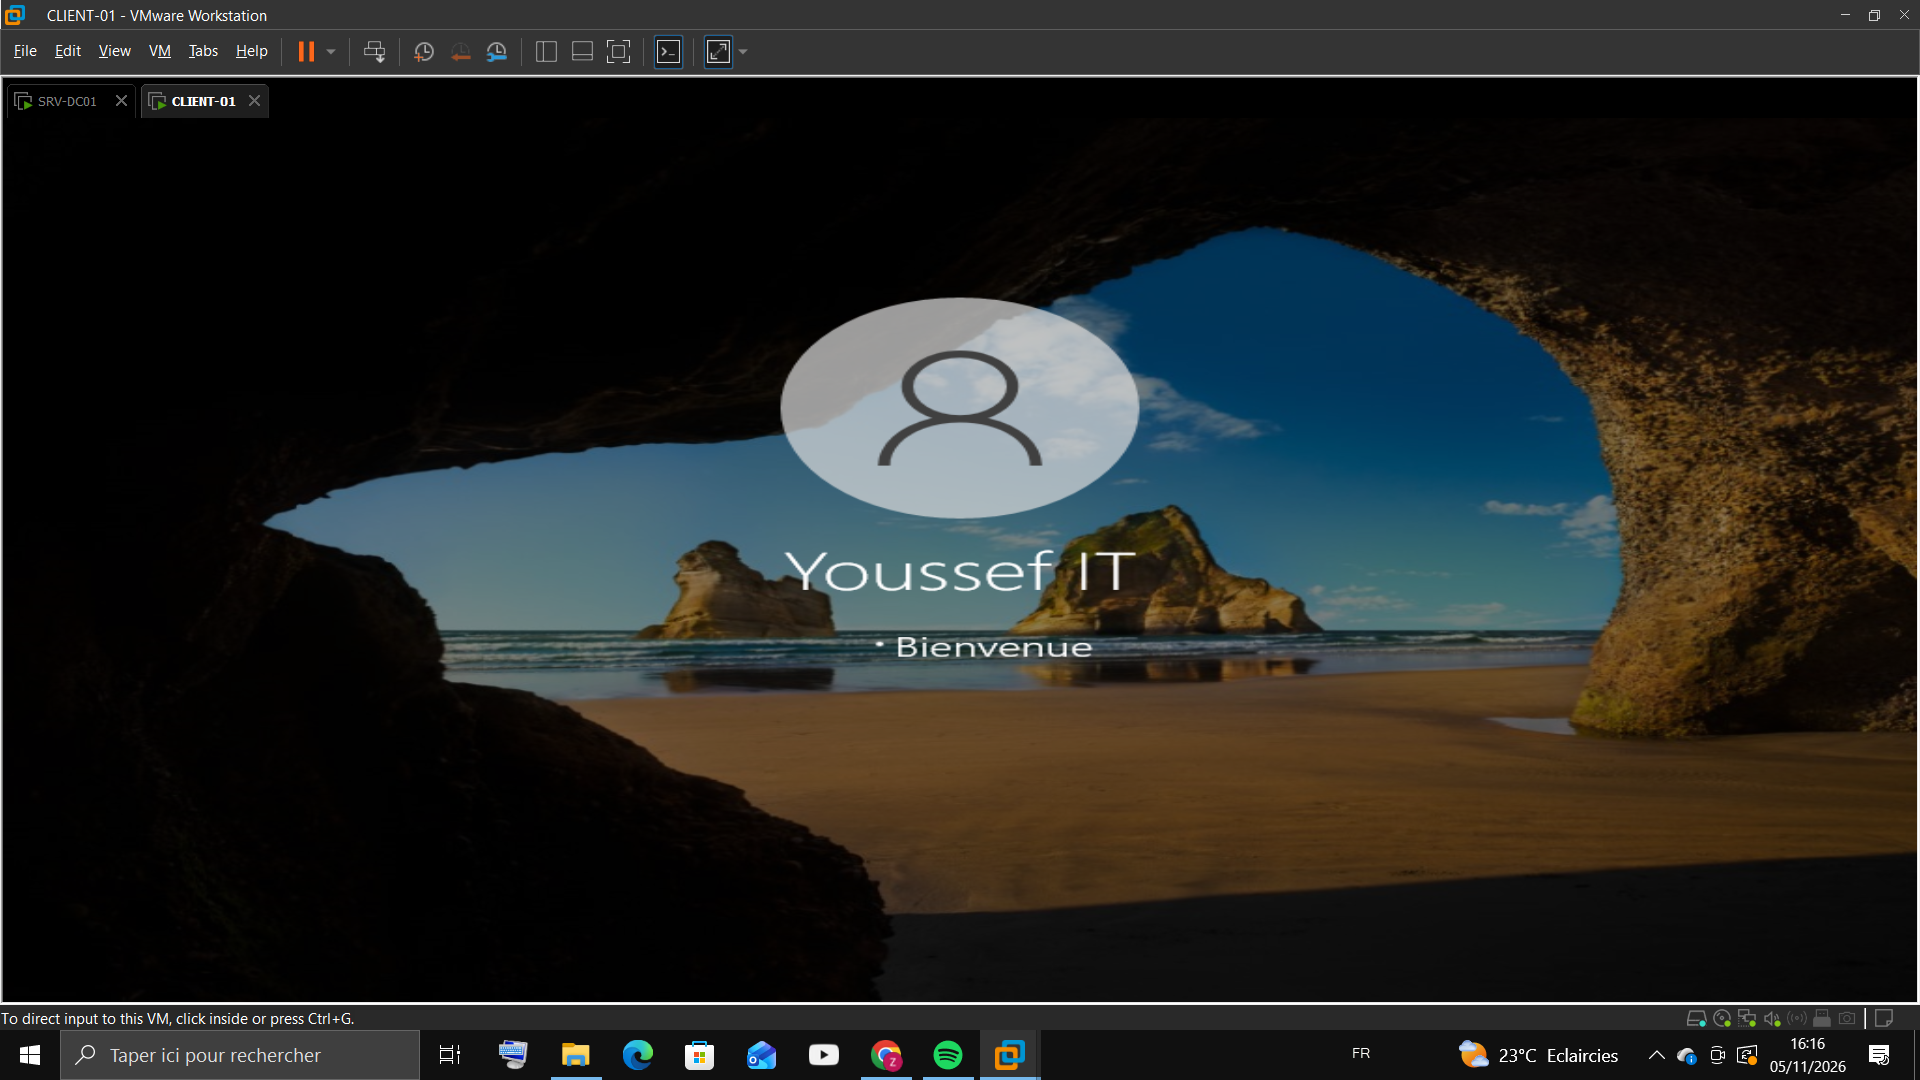 CLIENT-01 - VMware Workstation
File Edit View VM Tabs Help
SRV-DC01 CLIENT-01
Youssef IT
Bienvenue
To direct input to this VM, click inside or press Ctrl+G.
Taper ici pour rechercher
z
FR
23°C Eclaircies
16:16
05/11/2026